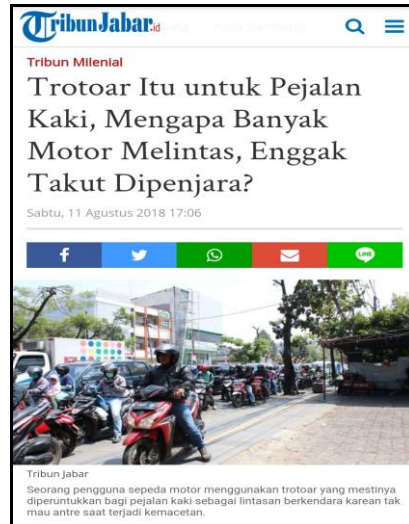 TribunJabar.id
Tribun Milenial
Trotoar Itu untuk Pejalan
Kaki, Mengapa Banyak
Motor Melintas, Enggak
Takut Dipenjara?
Sabtu, 11 Agustus 2018 17:06
f
LINE
Tribun Jabar
Seorang pengguna sepeda motor menggunakan trotoar yang mestinya
diperuntukkan bagi pejalan kaki sebagai lintasan berkendara karean tak
mau antre saat terjadi kemacetan.